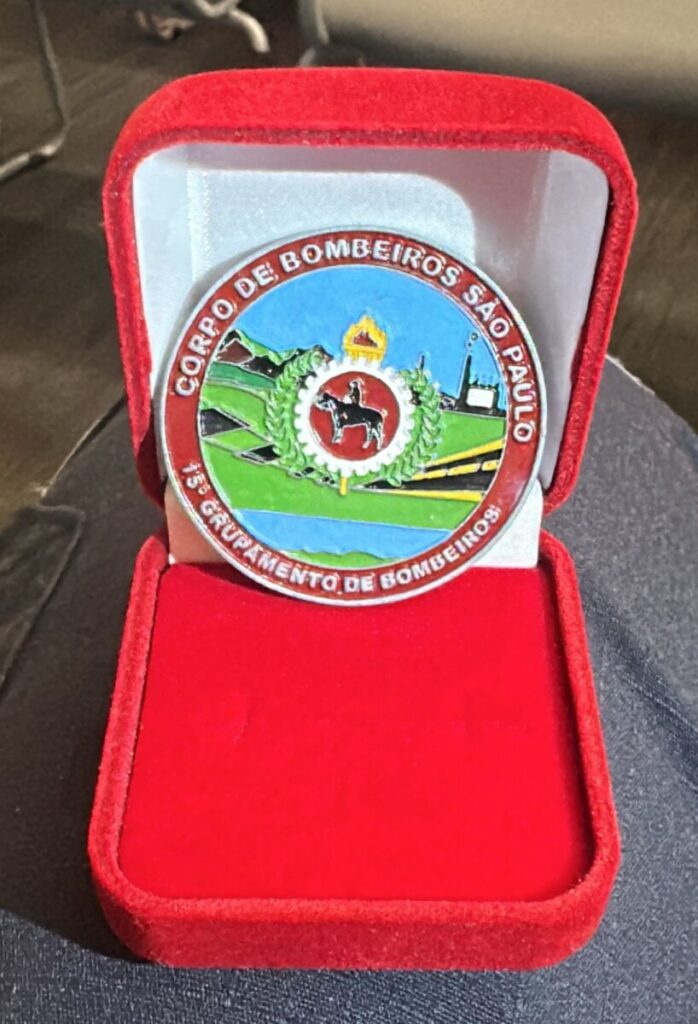 CORPO DE BOMBEIROS SÃO PAULO
15º GRUPAMENTO DE BOMBEIROS